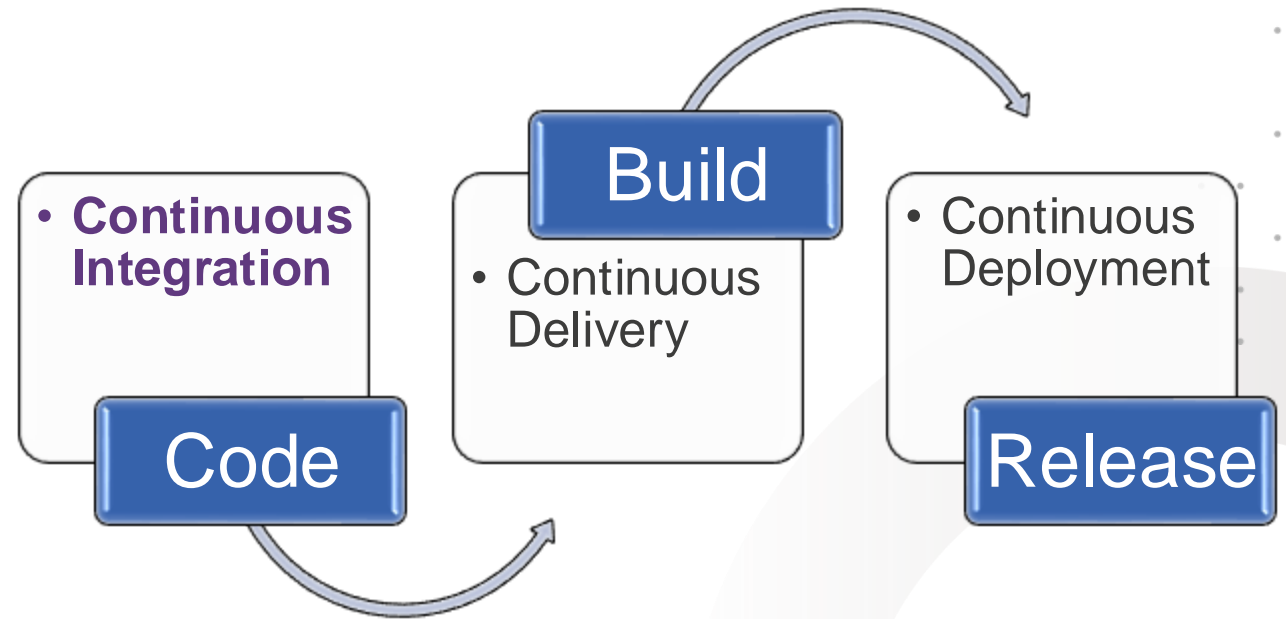 • Continuous
Integration
Code
Build
• Continuous
Delivery
• Continuous
Deployment
Release